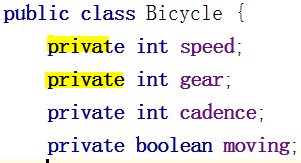 public class Bicycle {
private int speed;
private int gear;
private int cadence;
private boolean moving;